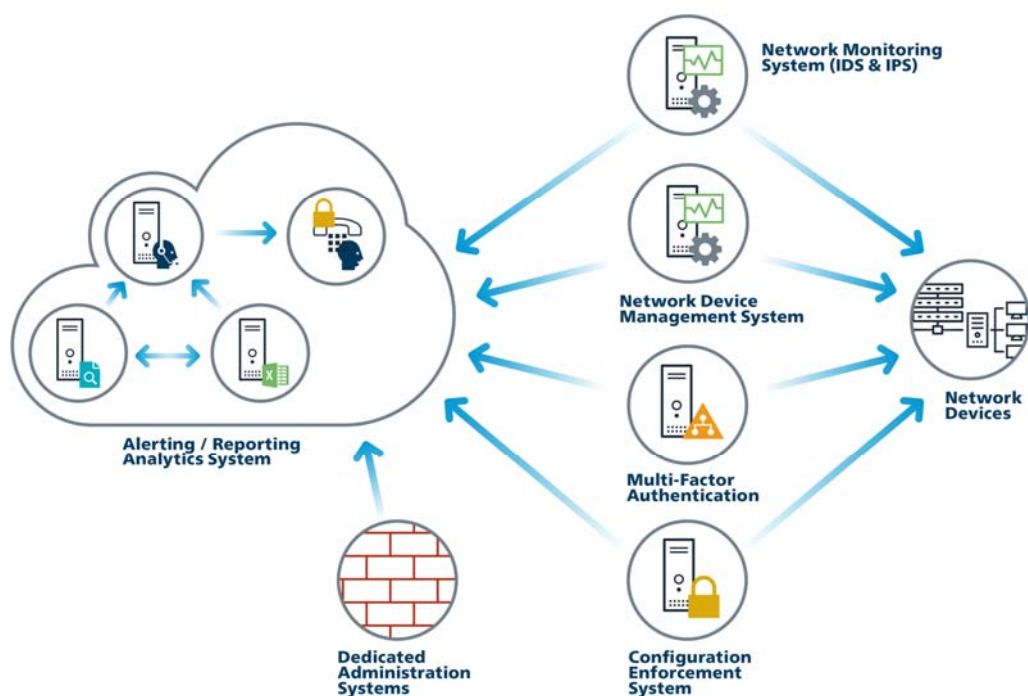 Network Monitoring
System (IDS & IPS)
Network Device
Management System
Alerting / Reporting
Analytics System
Multi-Factor
Authentication
Network
Devices
Dedicated
Administration
Systems
Configuration
Enforcement
System
X